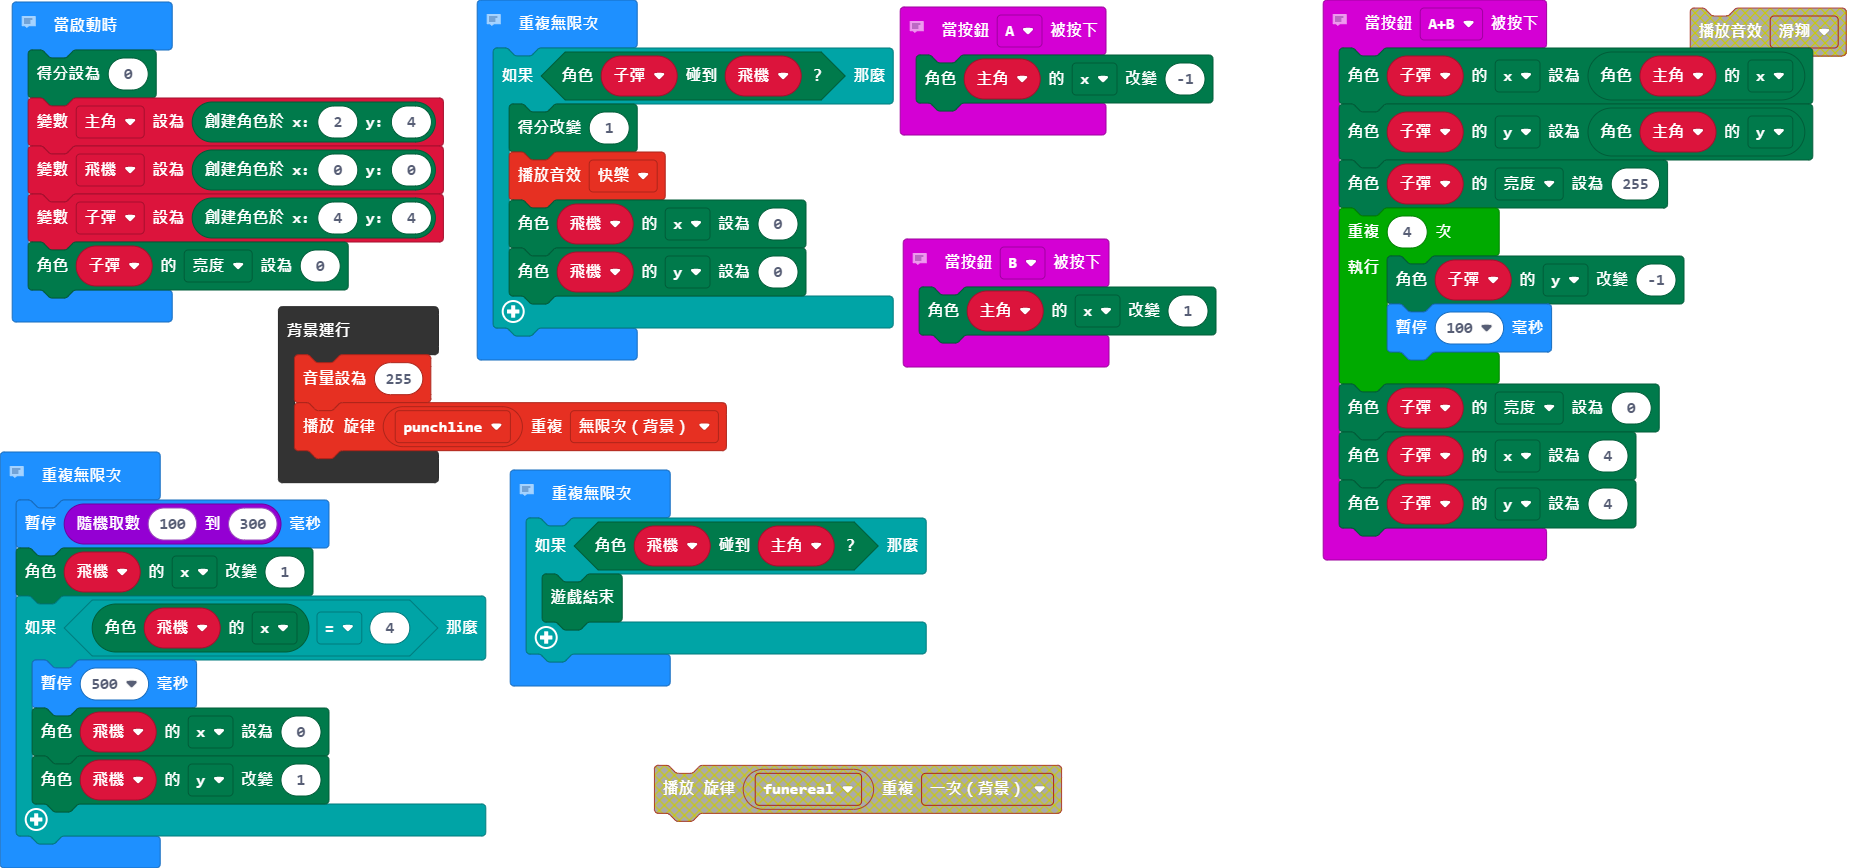 當啟動時
得分設為 0
變數 主角 設為 創建角色於 x: 2 y: 4
變數 飛機 設為 創建角色於 x: 0 y: 0
變數 子彈 設為 創建角色於 x: 4 y: 4
角色 子彈 的 亮度 設為 0
背景運行
音量設為 255
播放 旋律 punchline 重複 無限次 ( 背景 )
重複無限次
暫停 隨機取數 100 到 300 毫秒
角色 飛機 的 x 改變 1
如果 角色 飛機 的 x = 4 那麼
暫停 500 毫秒
角色 飛機 的 x 設為 0
角色 飛機 的 y 改變 1
重複無限次
如果 角色 子彈 碰到 飛機 ? 那麼
得分改變 1
播放音效 快樂
角色 飛機 的 x 設為 0
角色 飛機 的 y 設為 0
重複無限次
如果 角色 飛機 碰到 主角 ? 那麼
遊戲結束
播放 旋律 funereal 重複 一次 ( 背景 )
當按鈕 A 被按下
角色 主角 的 x 改變 -1
當按鈕 B 被按下
角色 主角 的 x 改變 1
當按鈕 A+B 被按下
角色 子彈 的 x 設為 角色 主角 的 x
角色 子彈 的 y 設為 角色 主角 的 y
角色 子彈 的 亮度 設為 255
重複 4 次
執行 角色 子彈 的 y 改變 -1
暫停 100 毫秒
角色 子彈 的 亮度 設為 0
角色 子彈 的 x 設為 4
角色 子彈 的 y 設為 4
播放音效 滑翔